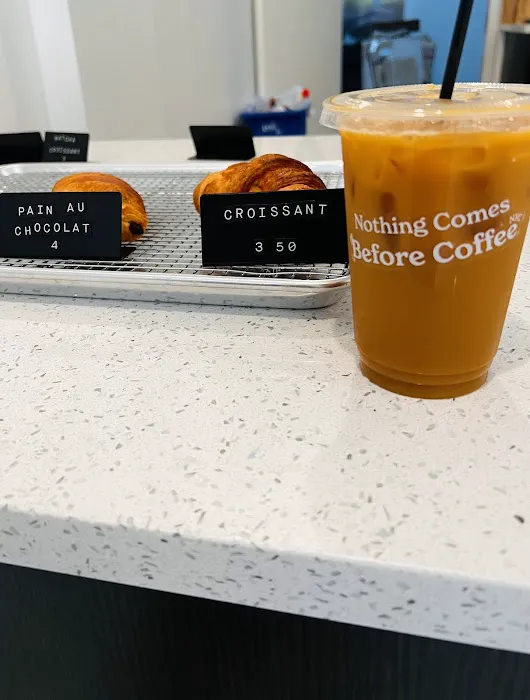 PAIN AU
CHOCOLAT
4
CROISSANT
3 50
Nothing Comes
Before Coffee